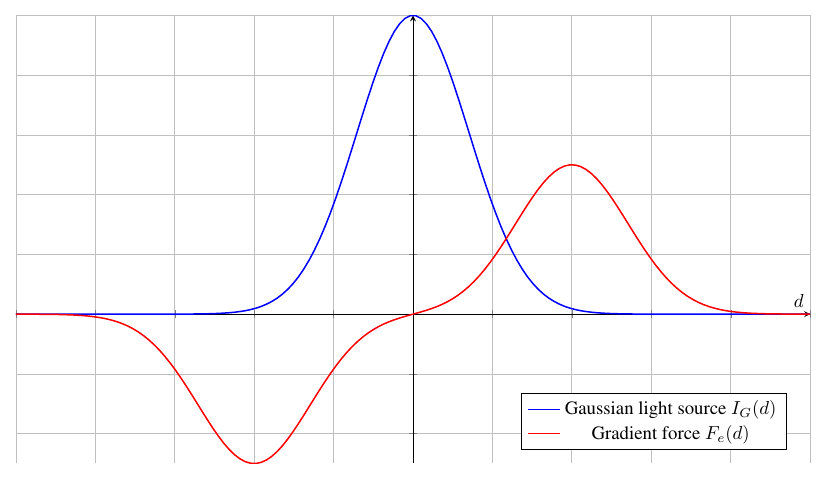 d
Gaussian light source I_G(d)
Gradient force F_e(d)